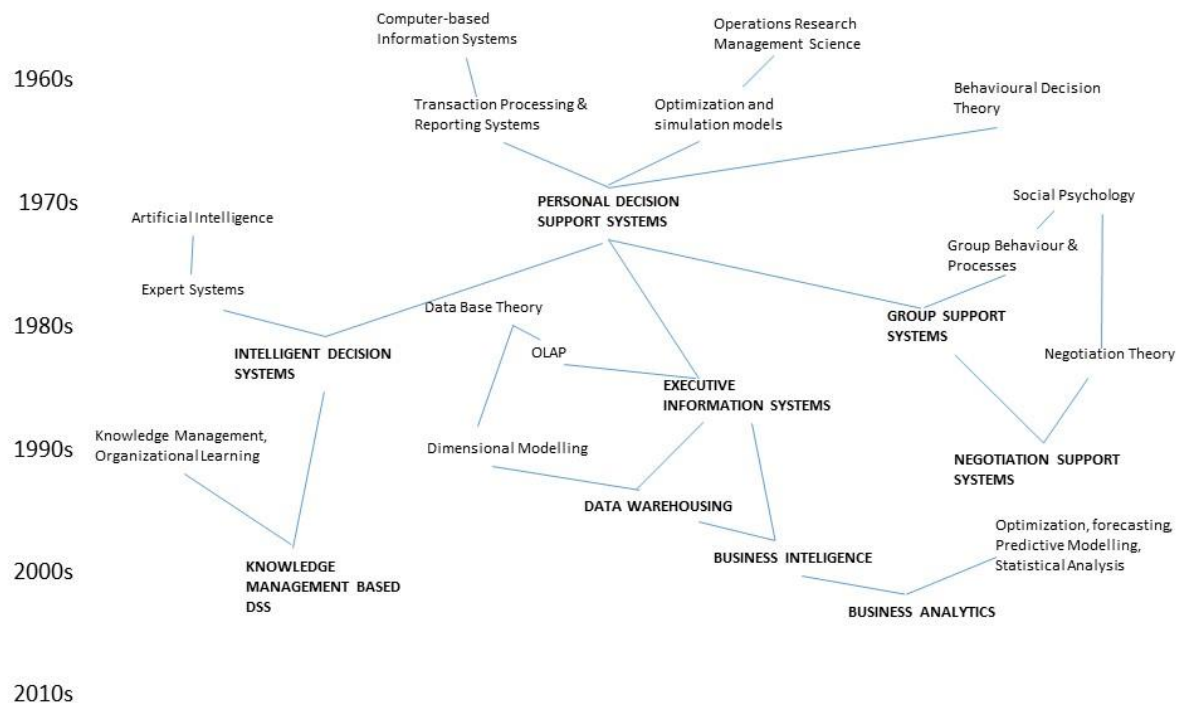 Computer-based
Information Systems
Operations Research
Management Science
1960s
Transaction Processing &
Reporting Systems
Optimization and
simulation models
Behavioural Decision
Theory
1970s
PERSONAL DECISION
SUPPORT SYSTEMS
Social Psychology
Artificial Intelligence
Group Behaviour &
Processes
Expert Systems
Data Base Theory
1980s
GROUP SUPPORT
SYSTEMS
INTELLIGENT DECISION
SYSTEMS
OLAP
Negotiation Theory
EXECUTIVE
INFORMATION SYSTEMS
1990s
Knowledge Management,
Organizational Learning
Dimensional Modelling
NEGOTIATION SUPPORT
SYSTEMS
DATA WAREHOUSING
Optimization, forecasting,
Predictive Modelling,
Statistical Analysis
2000s
KNOWLEDGE
MANAGEMENT BASED
DSS
BUSINESS INTELIGENCE
BUSINESS ANALYTICS
2010s